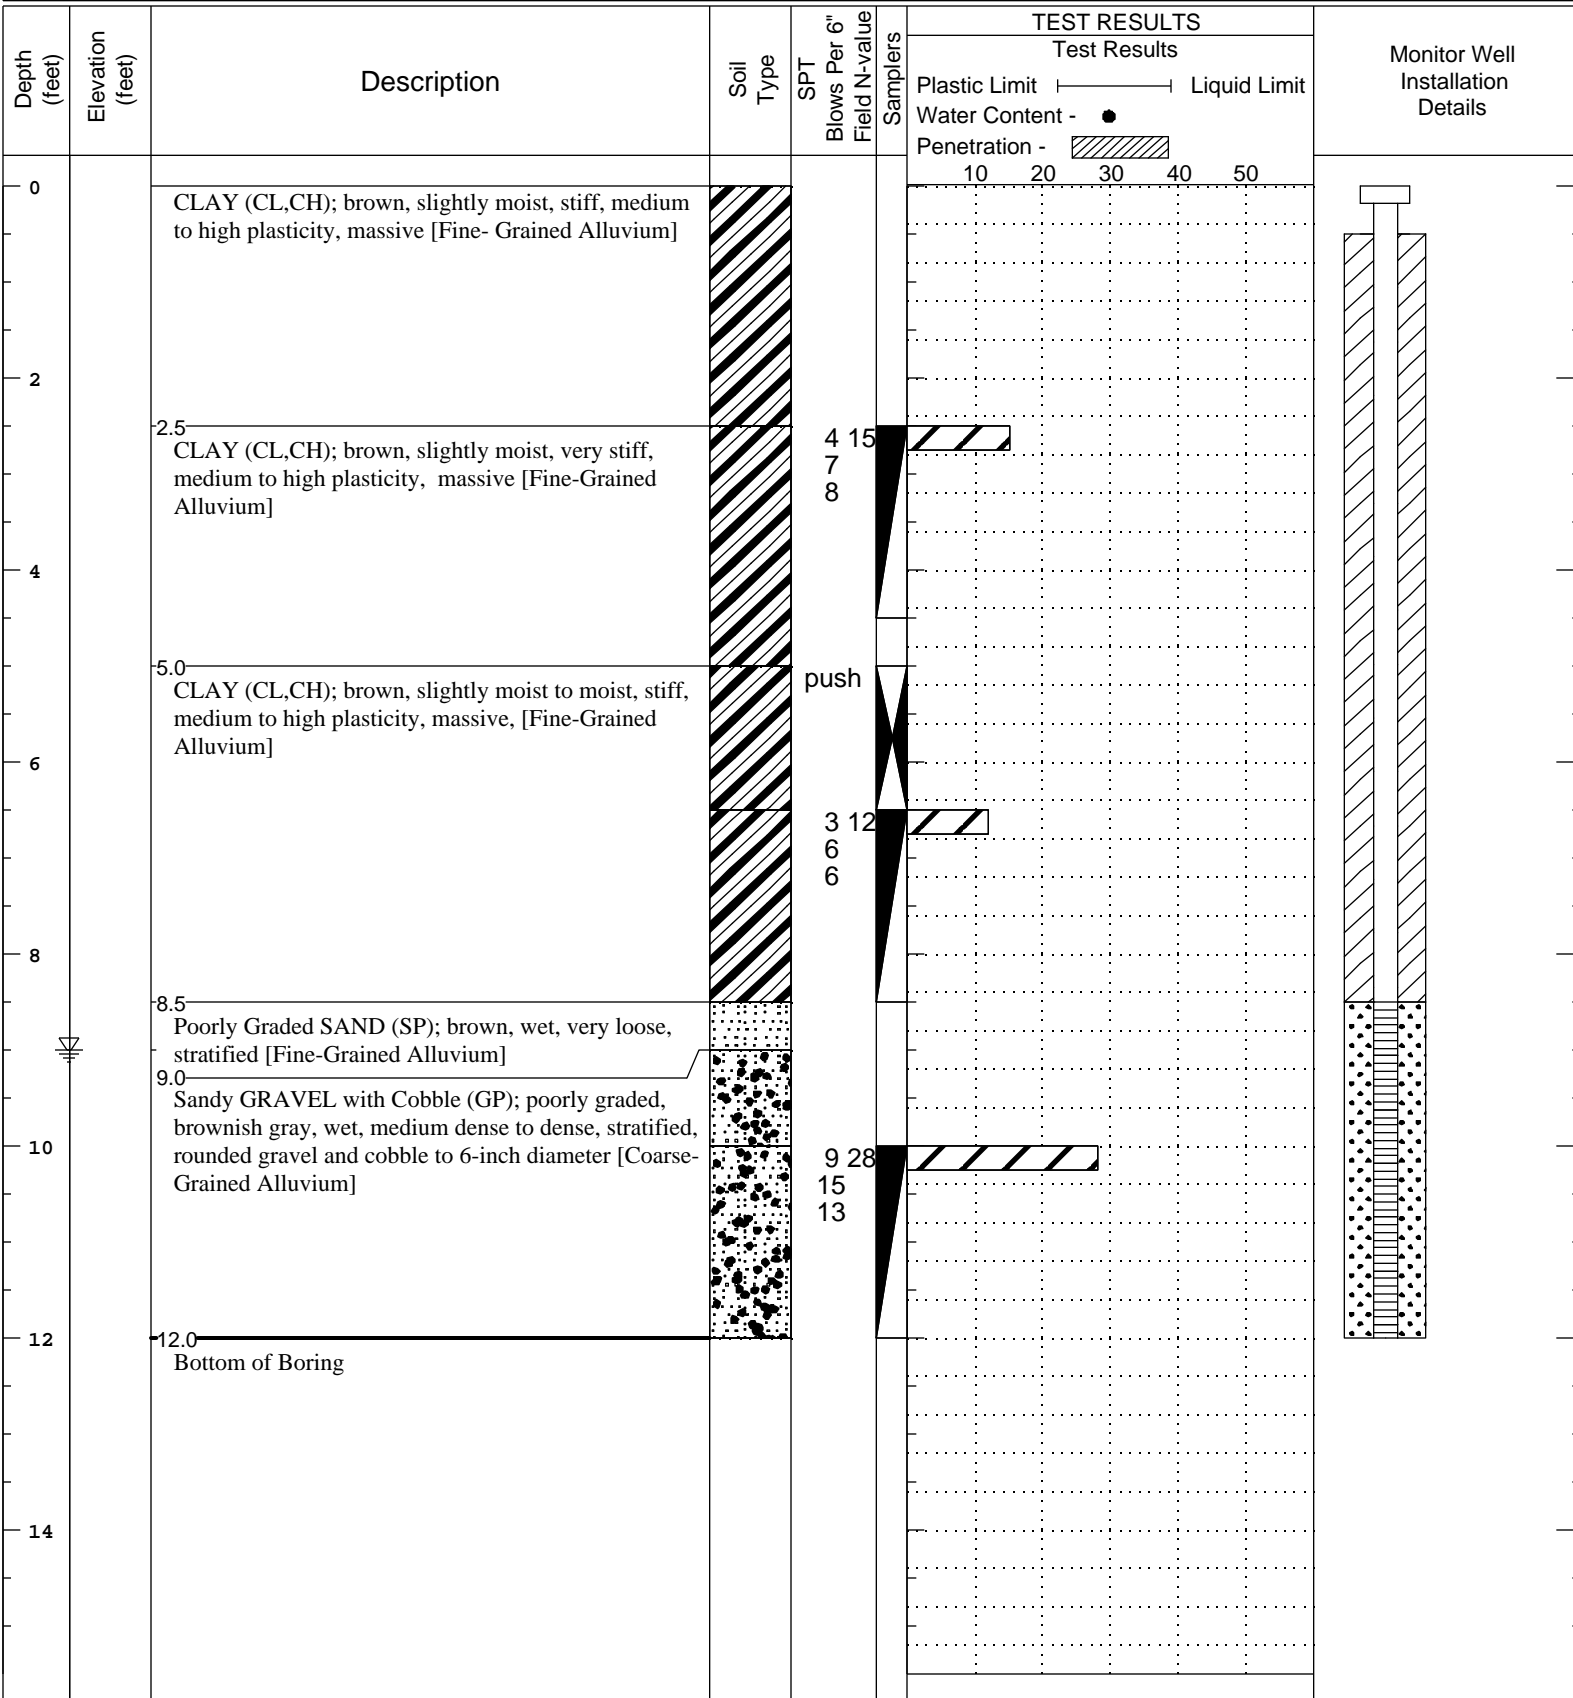 Depth
(feet)
Elevation
(feet)
Description
Soil
Type
SPT
Blows Per 6"
Field N-value
Samplers
TEST RESULTS
Test Results
Plastic Limit Liquid Limit
Water Content -
Penetration -
10 20 30 40 50
Monitor Well
Installation
Details
0
CLAY (CL,CH); brown, slightly moist, stiff, medium
to high plasticity, massive [Fine- Grained Alluvium]
2
2.5
CLAY (CL,CH); brown, slightly moist, very stiff,
medium to high plasticity, massive [Fine-Grained
Alluvium]
4 15
7
8
4
5.0
CLAY (CL,CH); brown, slightly moist to moist, stiff,
medium to high plasticity, massive, [Fine-Grained
Alluvium]
push
6
3 12
6
6
8
8.5
Poorly Graded SAND (SP); brown, wet, very loose,
stratified [Fine-Grained Alluvium]
9.0
Sandy GRAVEL with Cobble (GP); poorly graded,
brownish gray, wet, medium dense to dense, stratified,
rounded gravel and cobble to 6-inch diameter [Coarse-
Grained Alluvium]
10
9 28
15
13
12
12.0
Bottom of Boring
14